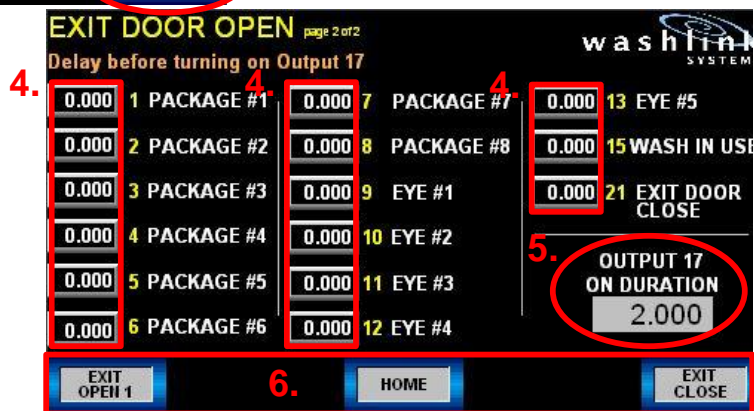 EXIT DOOR OPEN page 2 of 2
washlink
SYSTEM
Delay before turning on Output 17
4. 4. 4.
0.000 1 PACKAGE #1
0.000 2 PACKAGE #2
0.000 3 PACKAGE #3
0.000 4 PACKAGE #4
0.000 5 PACKAGE #5
0.000 6 PACKAGE #6
0.000 7 PACKAGE #7
0.000 8 PACKAGE #8
0.000 9 EYE #1
0.000 10 EYE #2
0.000 11 EYE #3
0.000 12 EYE #4
0.000 13 EYE #5
0.000 15 WASH IN USE
0.000 21 EXIT DOOR
CLOSE
5.
OUTPUT 17
ON DURATION
2.000
6.
EXIT
OPEN 1
HOME
EXIT
CLOSE